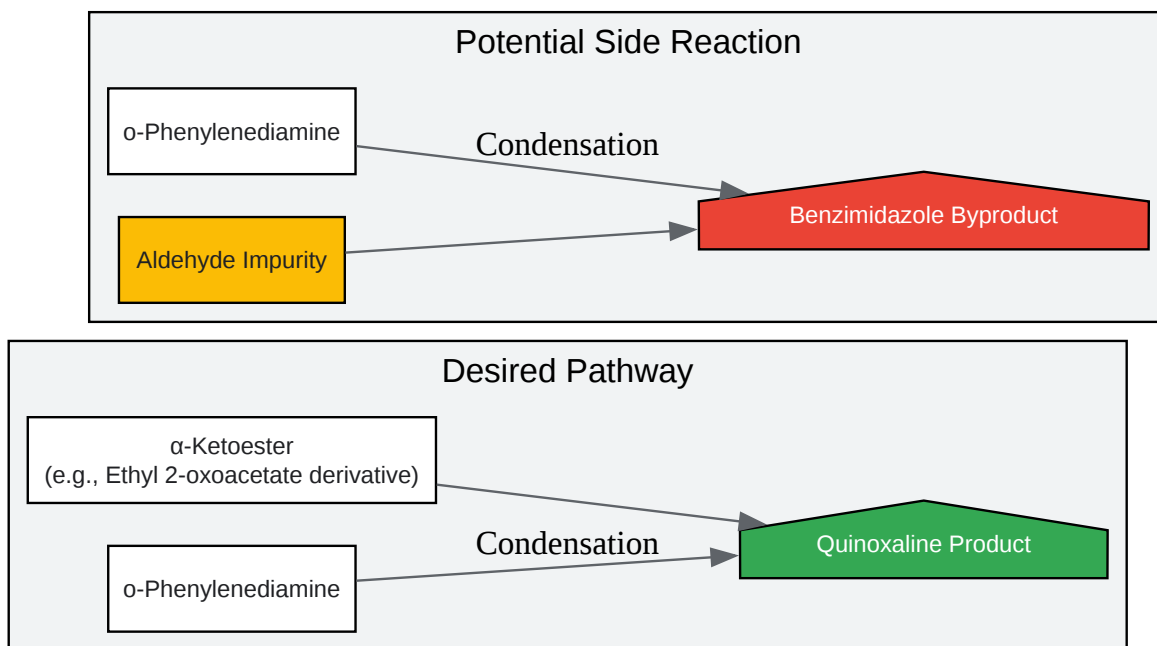 Potential Side Reaction
o-Phenylenediamine
Condensation
Aldehyde Impurity
Benzimidazole Byproduct
Desired Pathway
α-Ketoester
(e.g., Ethyl 2-oxoacetate derivative)
Condensation
o-Phenylenediamine
Quinoxaline Product